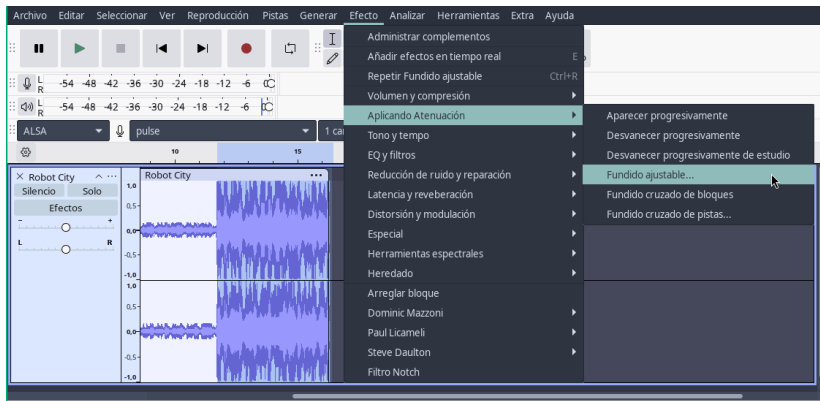 Archivo Editar Seleccionar Ver Reproducción Pistas Generar Efecto Analizar Herramientas Extra Ayuda
Administrar complementos
Añadir efectos en tiempo real E
Repetir Fundido ajustable Ctrl+R
Volumen y compresión
Aplicando Atenuación
Tono y tempo
EQ y filtros
Reducción de ruido y reparación
Latencia y reveberación
Distorsión y modulación
Especial
Herramientas espectrales
Heredado
Arreglar bloque
Dominic Mazzoni
Paul Licameli
Steve Daulton
Filtro Notch
Aparecer progresivamente
Desvanecer progresivamente
Desvanecer progresivamente de estudio
Fundido ajustable...
Fundido cruzado de bloques
Fundido cruzado de pistas...
L
R
-54 -48 -42 -36 -30 -24 -18 -12 -6
L
R
-54 -48 -42 -36 -30 -24 -18 -12 -6
ALSA pulse 1 ca
10 15
Robot City
Silencio Solo
Efectos
- +
L R
Robot City
1,0
0,5-
0,0-
-0,5-
-1,0
1,0
0,5-
0,0-
-0,5-
-1,0